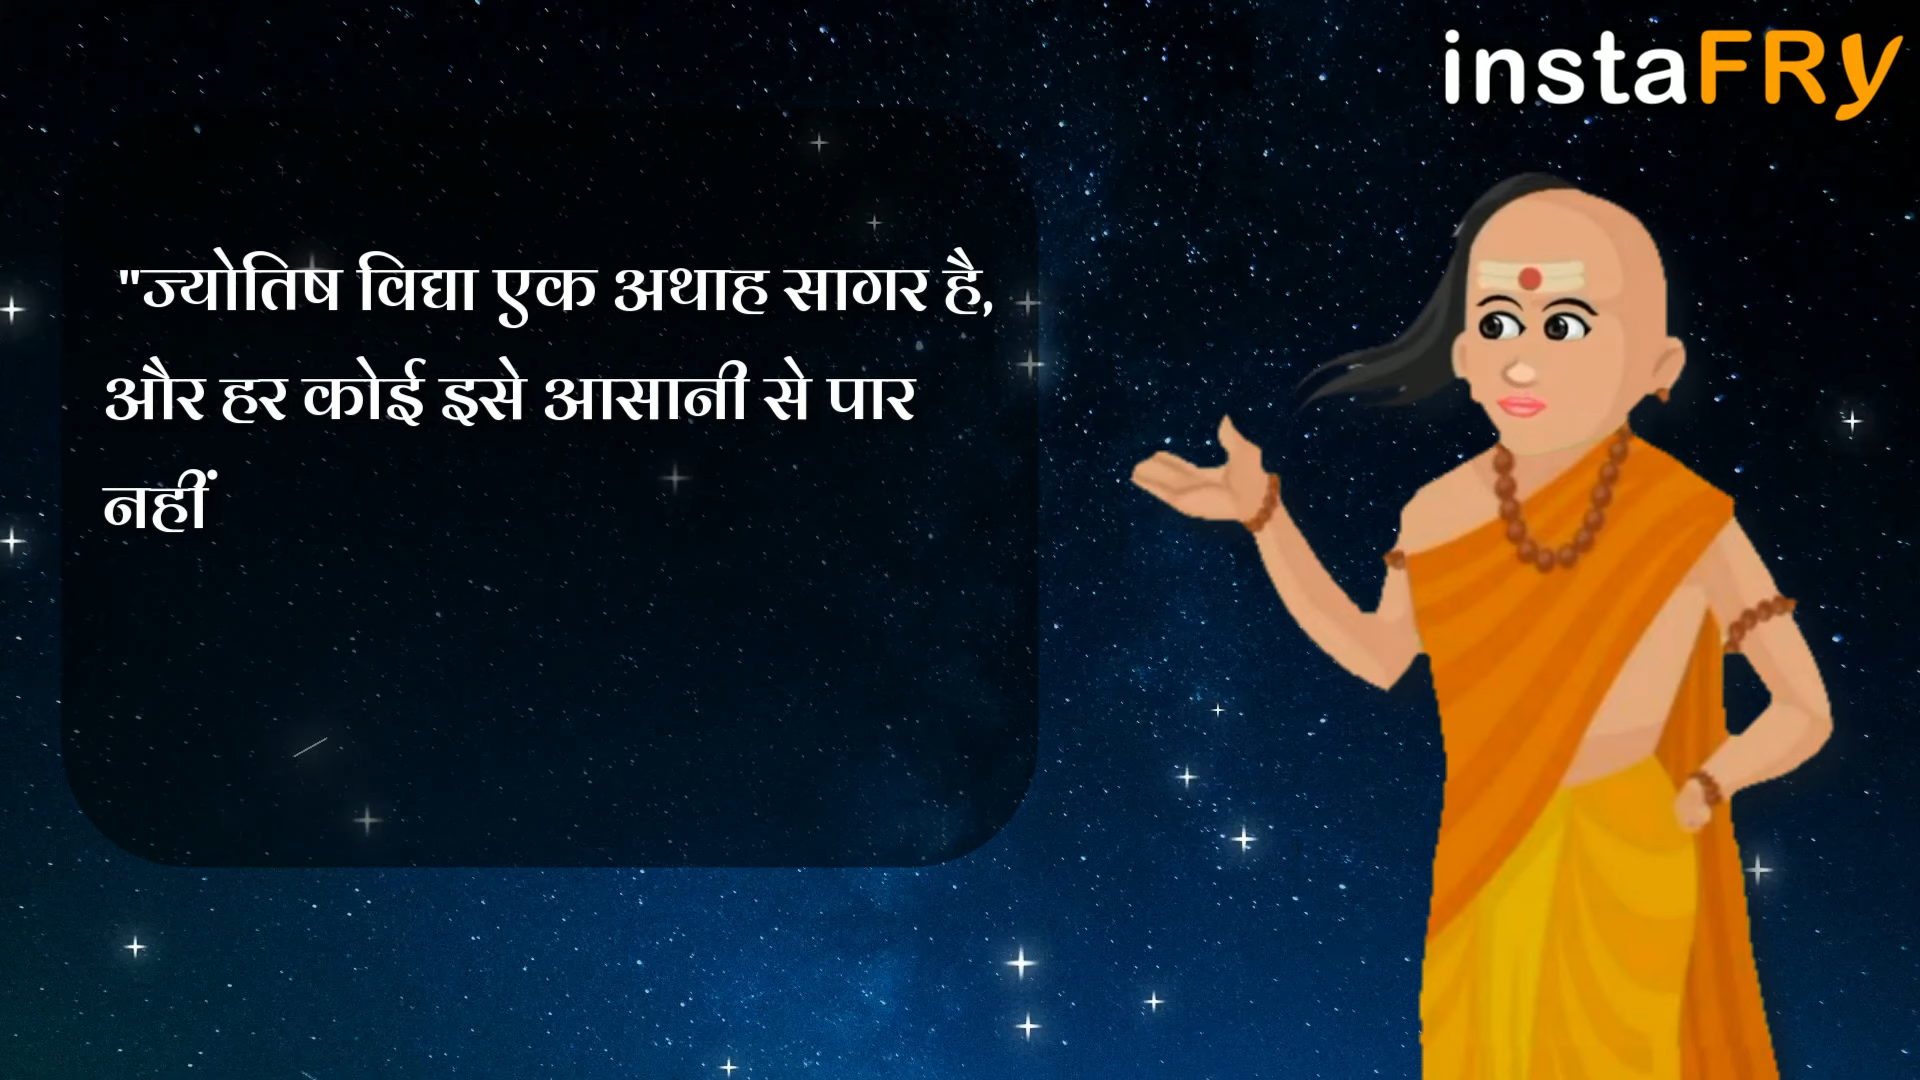 instaFRY
"ज्योतिष विद्या एक अथाह सागर है,
और हर कोई इसे आसानी से पार
नहीं